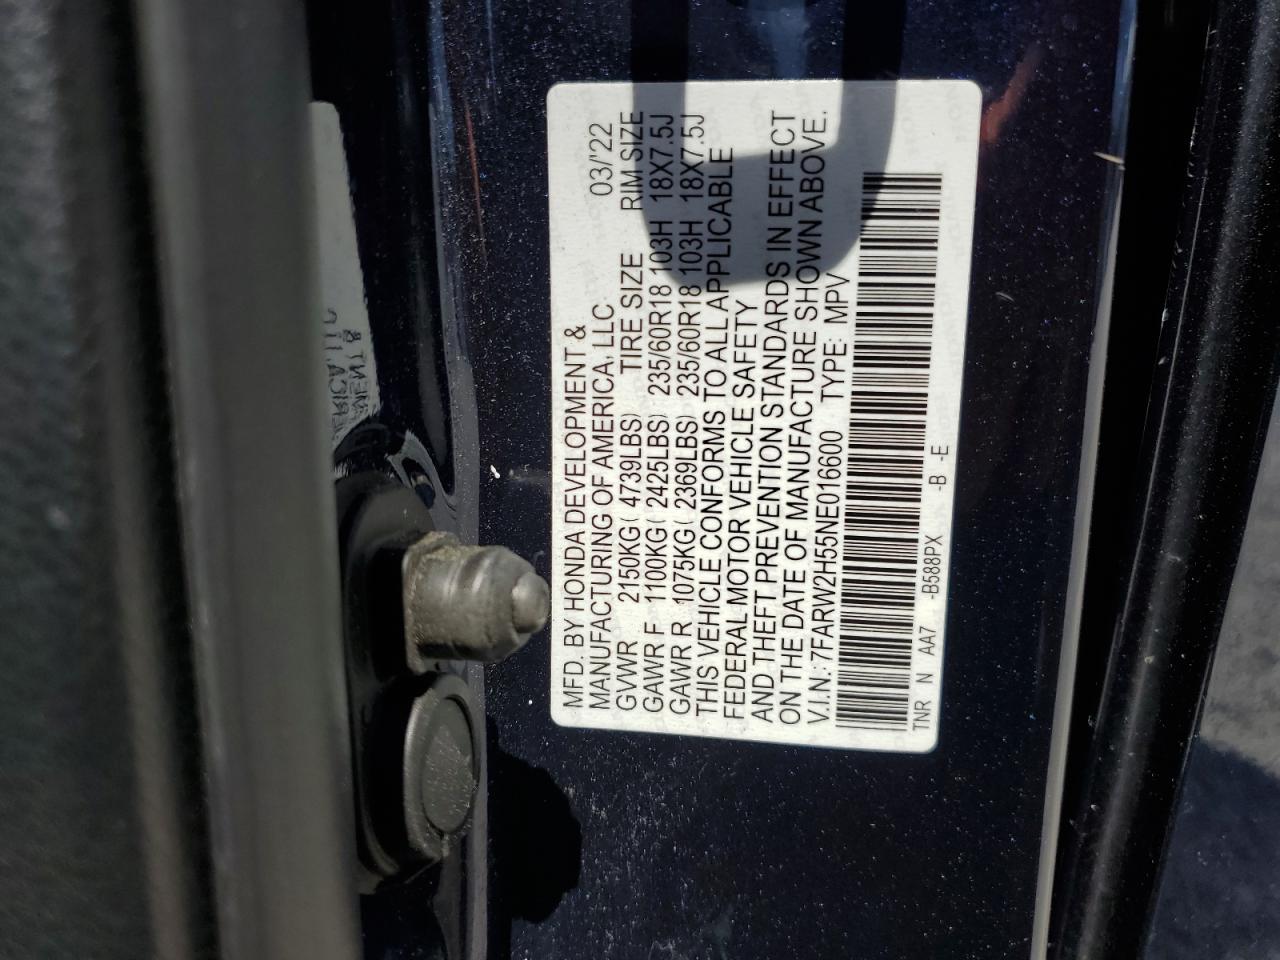 MFD. BY HONDA DEVELOPMENT &
MANUFACTURING OF AMERICA, LLC 03/'22
GVWR 2150KG( 4739LBS) TIRE SIZE RIM SIZE
GAWR F 1100KG( 2425LBS) 235/60R18 103H 18X7.5J
GAWR R 1075KG( 2369LBS) 235/60R18 103H 18X7.5J
THIS VEHICLE CONFORMS TO ALL APPLICABLE
FEDERAL MOTOR VEHICLE SAFETY
AND THEFT PREVENTION STANDARDS IN EFFECT
ON THE DATE OF MANUFACTURE SHOWN ABOVE.
V.I.N.: 7FARW2H55NE016600 TYPE: MPV
TNR N AA7 -B588PX -B -E